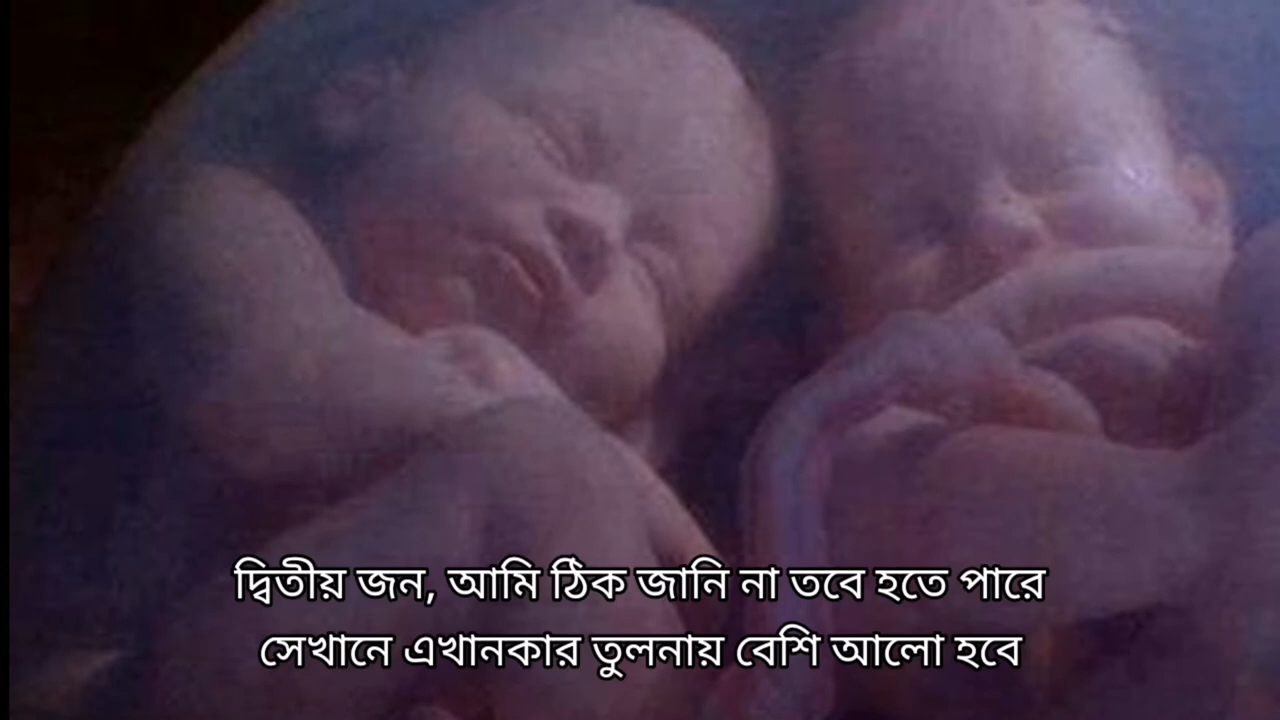 দ্বিতীয় জন, আমি ঠিক জানি না তবে হতে পারে
সেখানে এখানকার তুলনায় বেশি আলো হবে